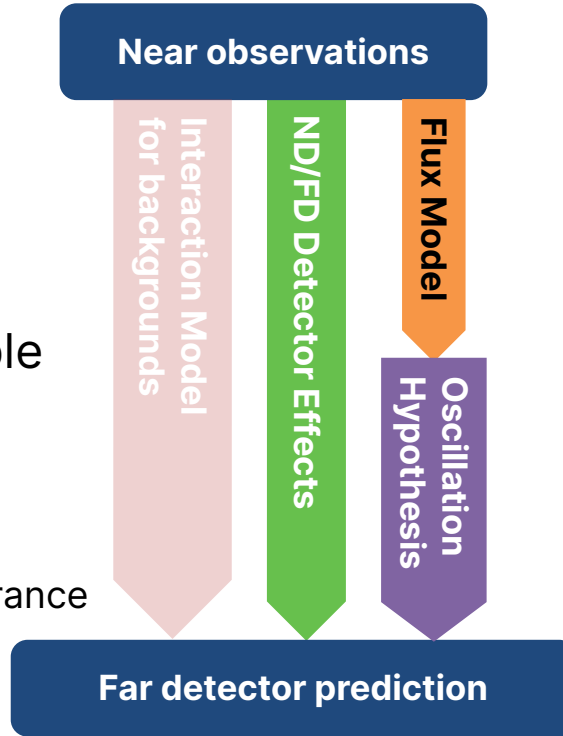 Near observations
Interaction Model
for backgrounds
ND/FD Detector Effects
Flux Model
Oscillation
Hypothesis
Far detector prediction